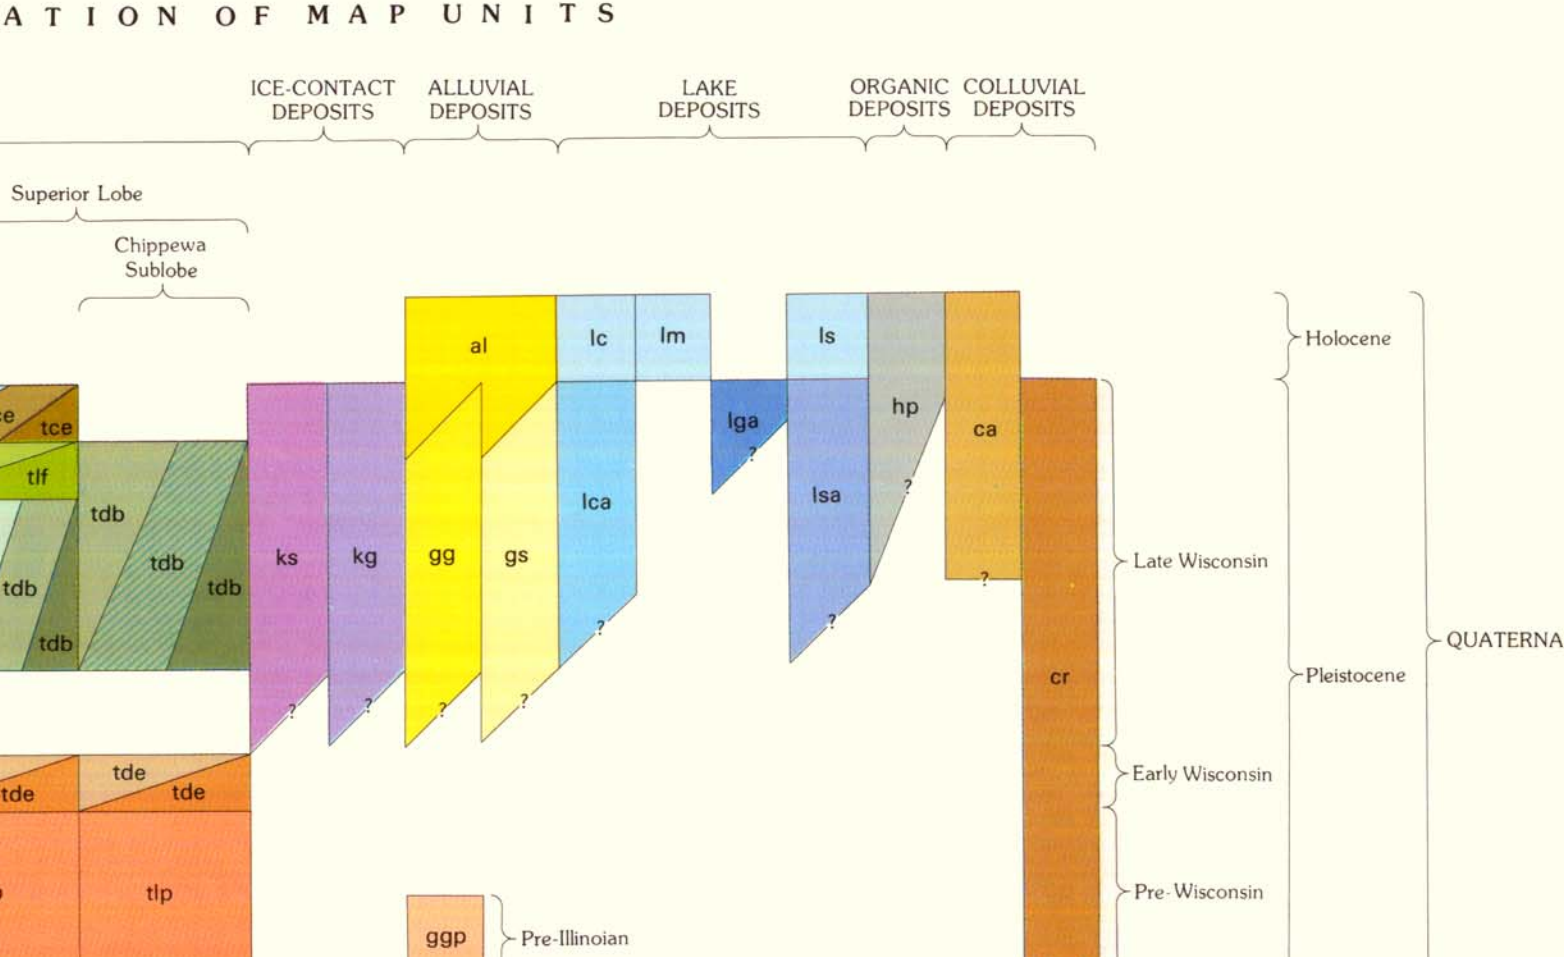 ATION OF MAP UNITS
ICE-CONTACT
DEPOSITS
ALLUVIAL
DEPOSITS
LAKE
DEPOSITS
ORGANIC
DEPOSITS
COLLUVIAL
DEPOSITS
Superior Lobe
Chippewa
Sublobe
al
lc
lm
ls
Holocene
ce
tce
lga
?
hp
?
ca
?
tlf
tdb
tdb
tdb
tdb
tdb
ks
?
kg
?
gg
?
gs
?
lca
?
lsa
?
Late Wisconsin
QUATERNA
cr
Pleistocene
tde
tde
tde
Early Wisconsin
tlp
Pre-Wisconsin
ggp
Pre-Illinoian